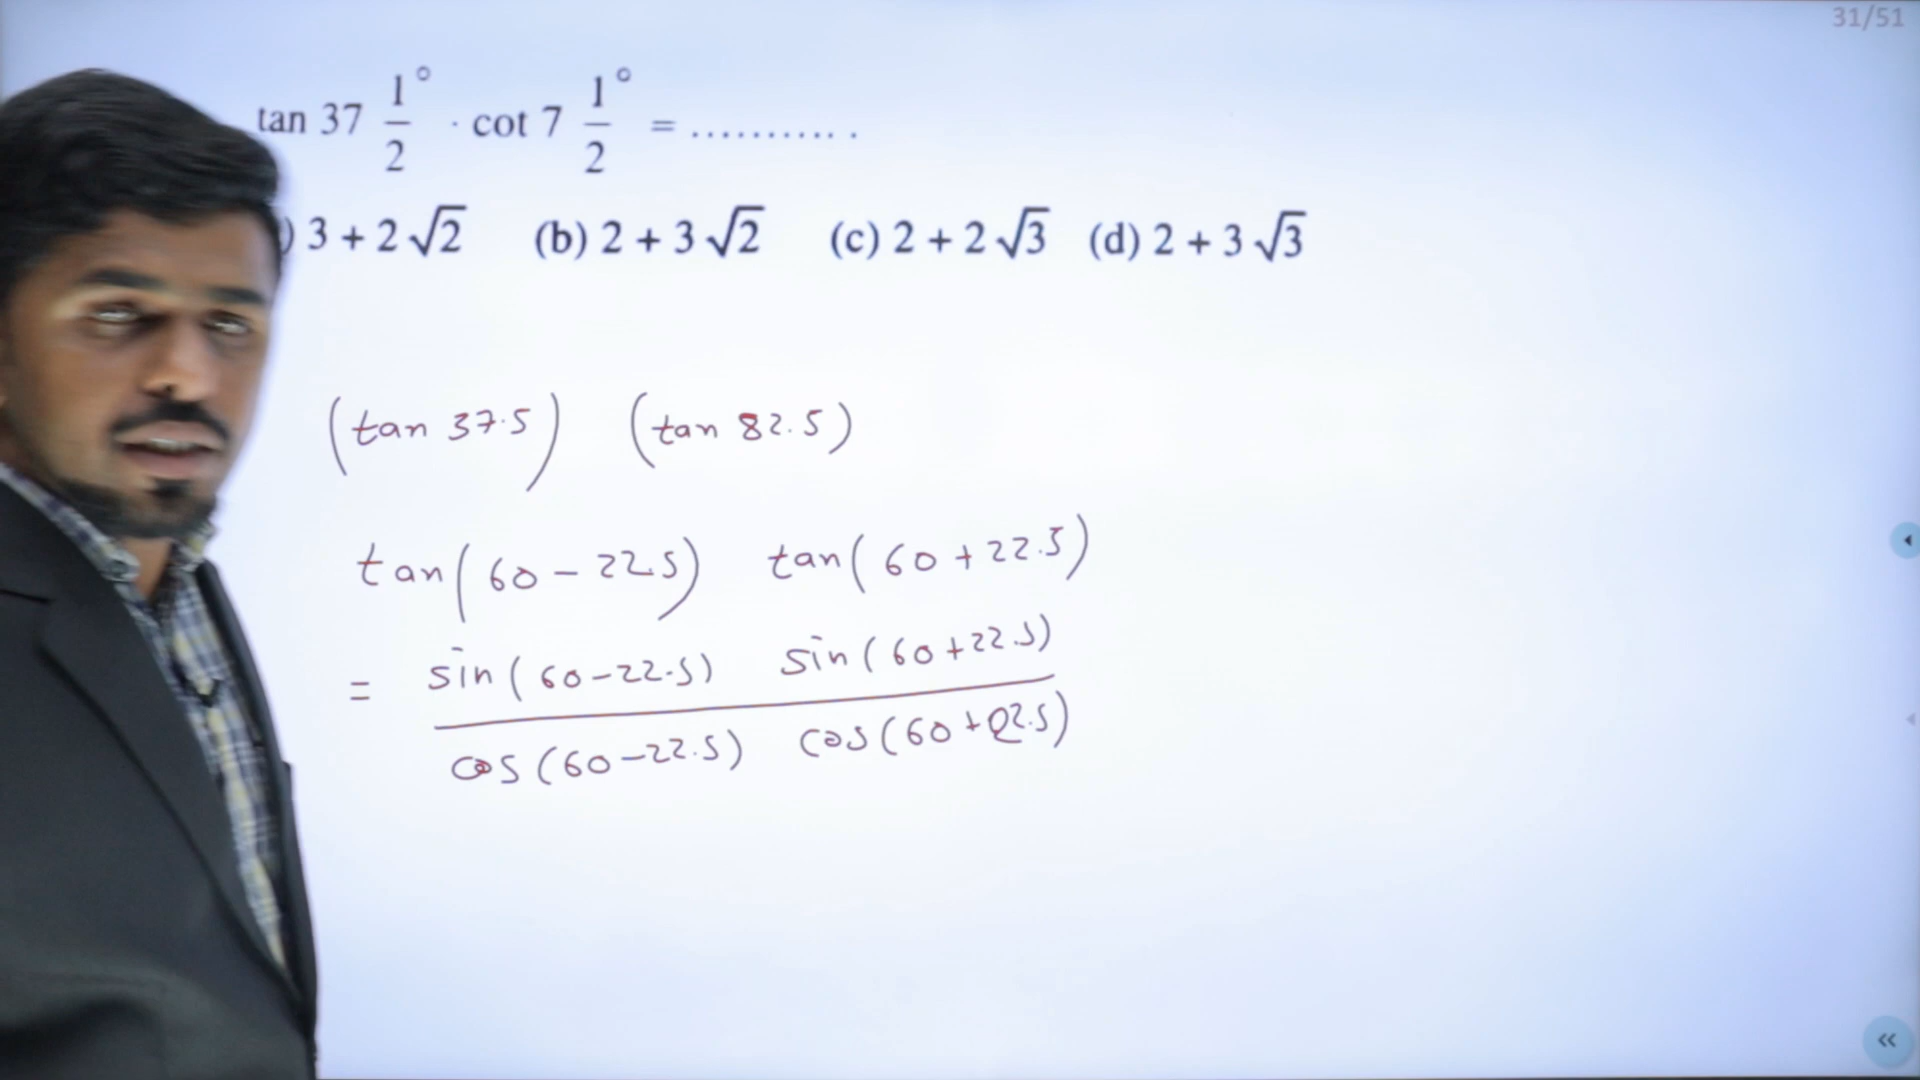 31/51
tan 37 1/2° · cot 7 1/2° = ........... .
) 3 + 2√2 (b) 2 + 3√2 (c) 2 + 2√3 (d) 2 + 3√3
(tan 37.5) (tan 82.5)
tan(60 - 22.5) tan(60 + 22.5)
= sin(60-22.5) sin(60+22.5)
cos(60-22.5) cos(60+22.5)